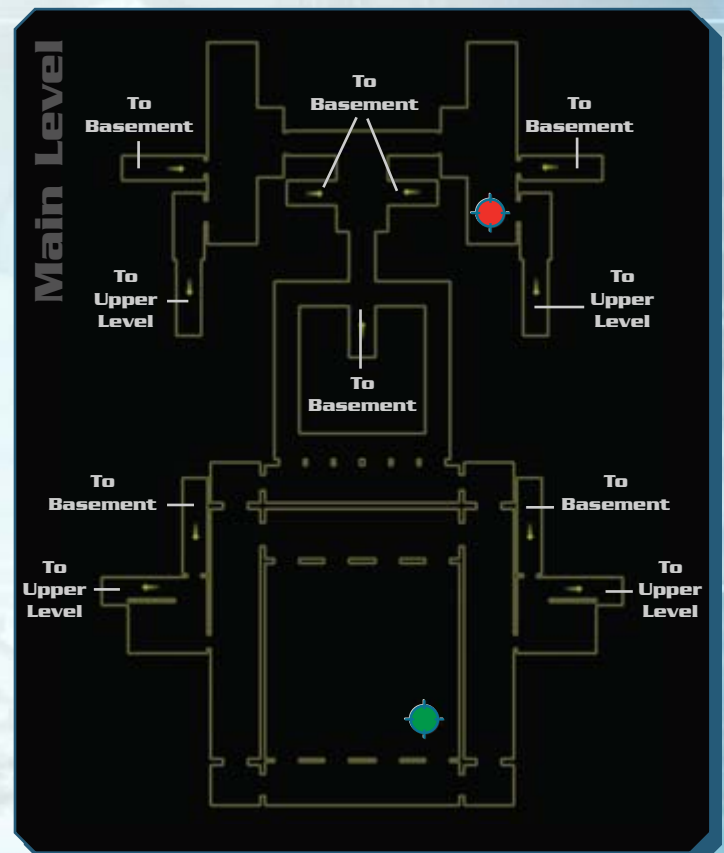 Main Level
To
Basement
To
Basement
To
Basement
To
Upper
Level
To
Upper
Level
To
Basement
To
Basement
To
Basement
To
Upper
Level
To
Upper
Level